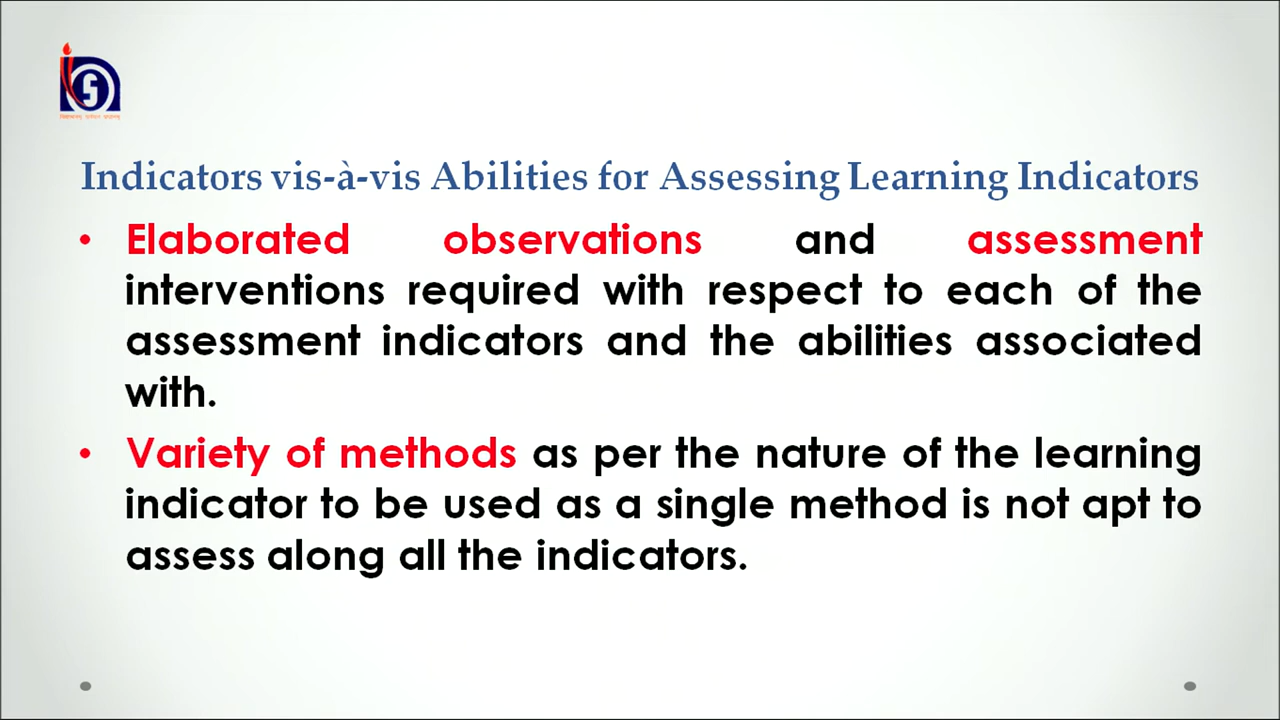 Indicators vis-à-vis Abilities for Assessing Learning Indicators
• Elaborated observations and assessment
interventions required with respect to each of the
assessment indicators and the abilities associated
with.
• Variety of methods as per the nature of the learning
indicator to be used as a single method is not apt to
assess along all the indicators.